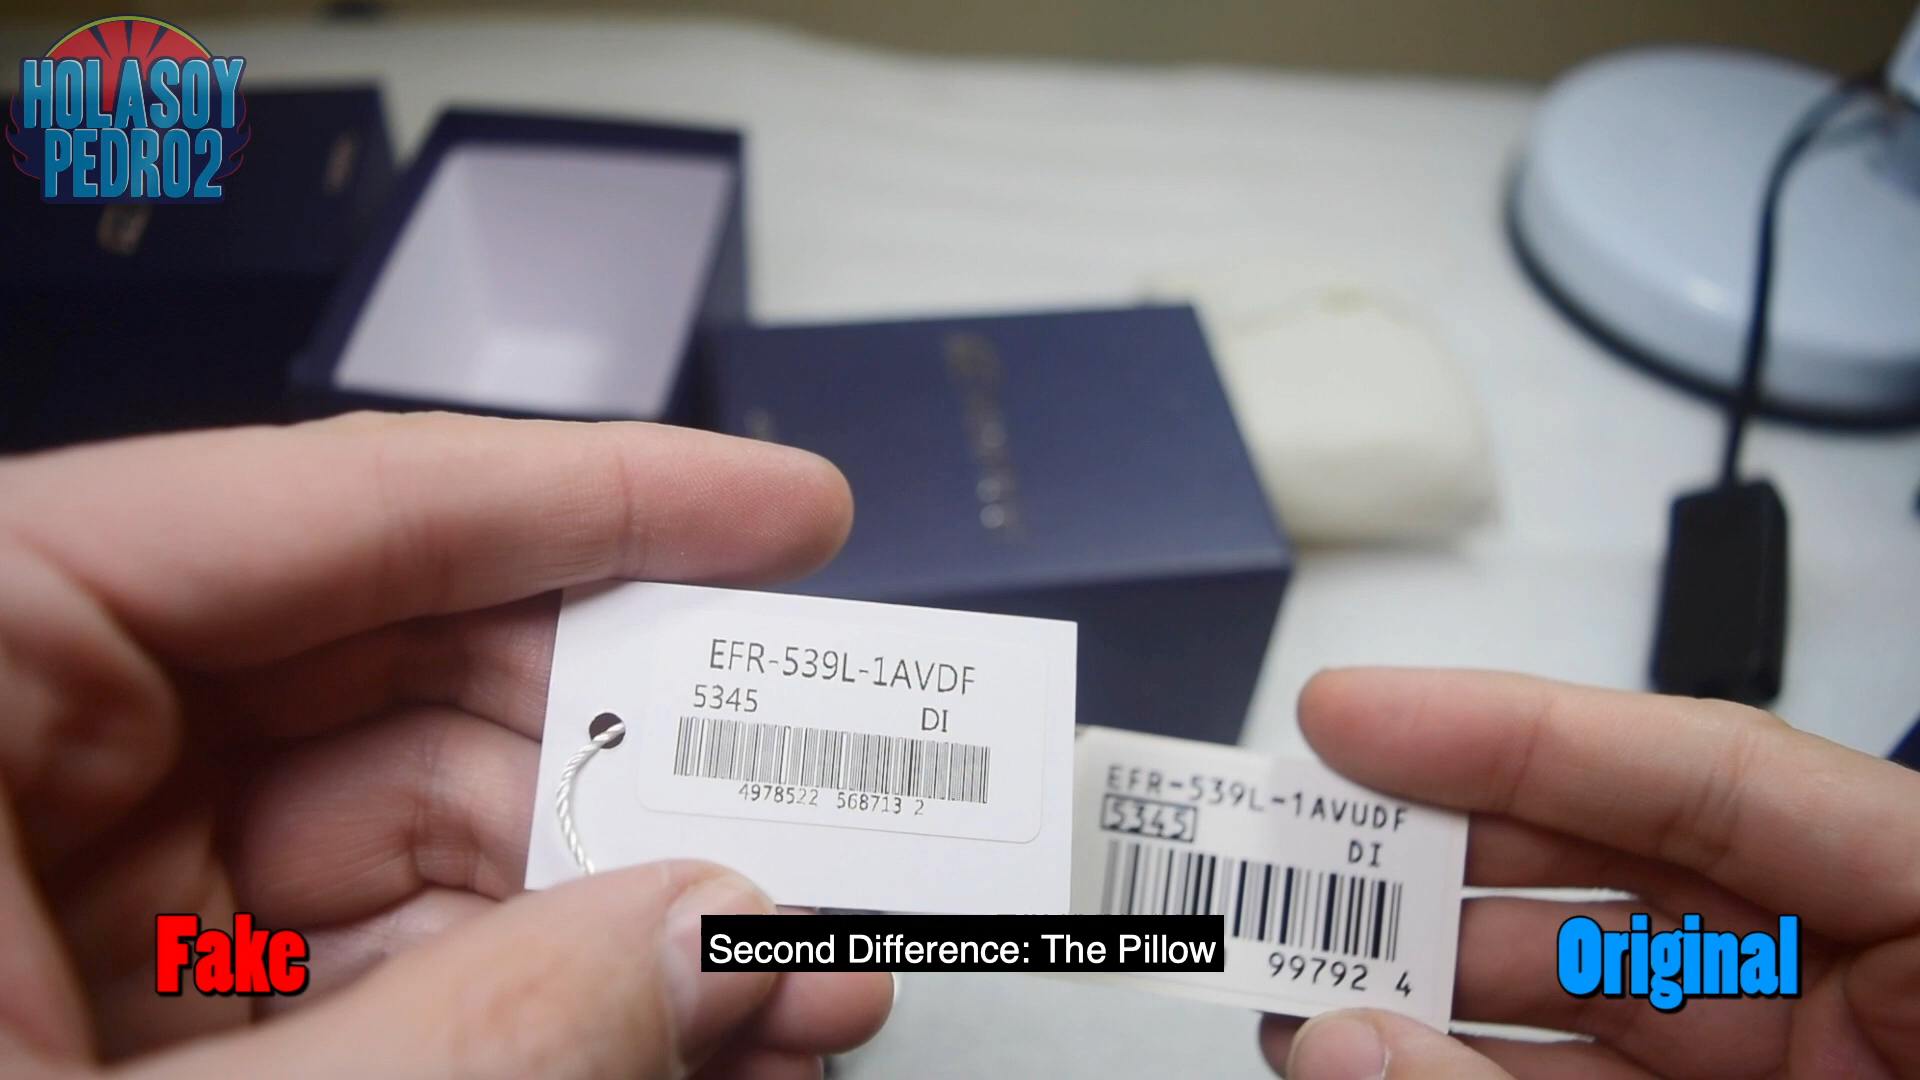 HOLASOY
PEDRO2
EFR-539L-1AVDF
5345
DI
4978522 568713 2
EFR-539L-1AVUDF
5345
DI
99792 4
Fake
Second Difference: The Pillow
Original